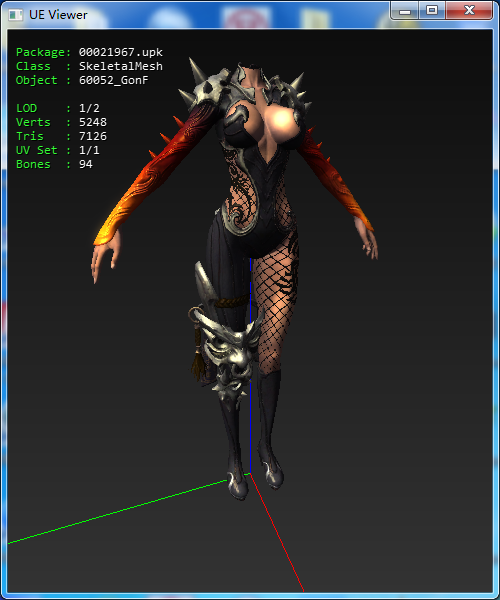 UE Viewer
Package: 00021967.upk
Class : SkeletalMesh
Object : 60052_GonF
LOD : 1/2
Verts : 5248
Tris : 7126
UV Set : 1/1
Bones : 94